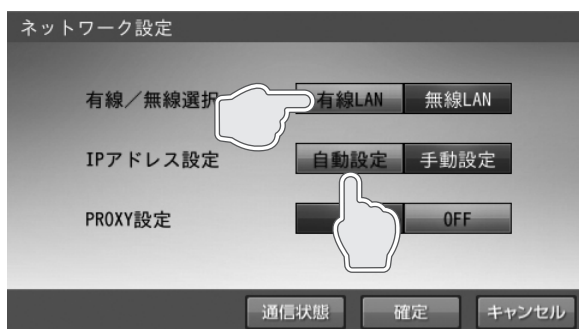 ネットワーク設定
有線／無線選択 有線LAN 無線LAN
IPアドレス設定 自動設定 手動設定
PROXY設定 OFF
通信状態 確定 キャンセル